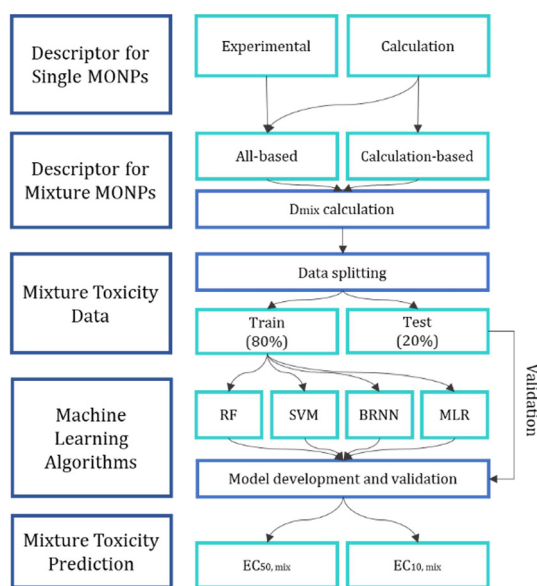 Descriptor for
Single MONPs
Experimental
Calculation
Descriptor for
Mixture MONPs
All-based
Calculation-based
Dmix calculation
Mixture Toxicity
Data
Data splitting
Train
(80%)
Test
(20%)
Validation
Machine
Learning
Algorithms
RF
SVM
BRNN
MLR
Model development and validation
Mixture Toxicity
Prediction
EC50, mix
EC10, mix